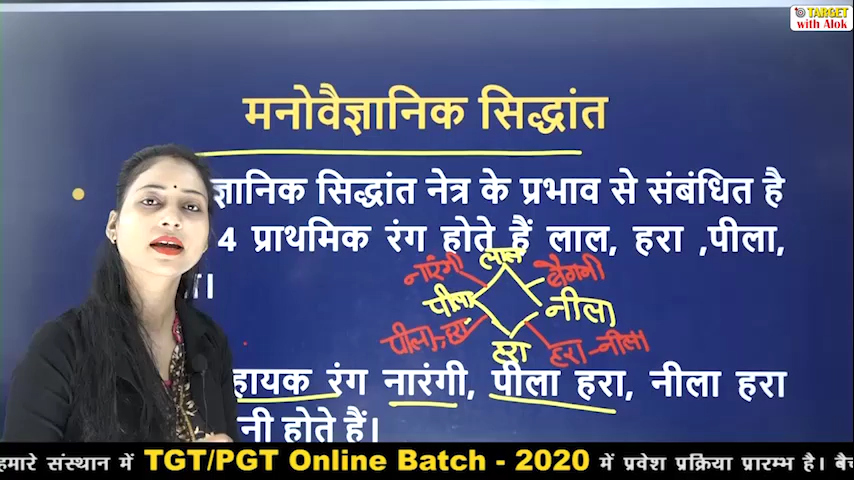 TARGET
with Alok
मनोवैज्ञानिक सिद्धांत
ज्ञानिक सिद्धांत नेत्र के प्रभाव से संबंधित है
4 प्राथमिक रंग होते हैं लाल, हरा ,पीला,
लाल
नारंगी
बैगनी
पीला
नीला
पीला-हरा
हरा
हरा-नीला
हायक रंग नारंगी, पीला हरा, नीला हरा
नी होते हैं।
हमारे संस्थान में TGT/PGT Online Batch - 2020 में प्रवेश प्रक्रिया प्रारम्भ है। बैच